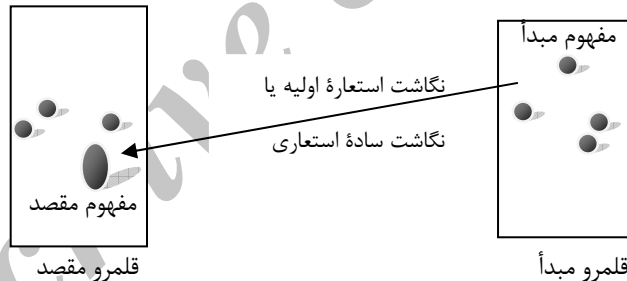 مفهوم مبدأ
نگاشت استعارهٔ اولیه یا
نگاشت سادهٔ استعاری
مفهوم مقصد
قلمرو مبدأ
قلمرو مقصد